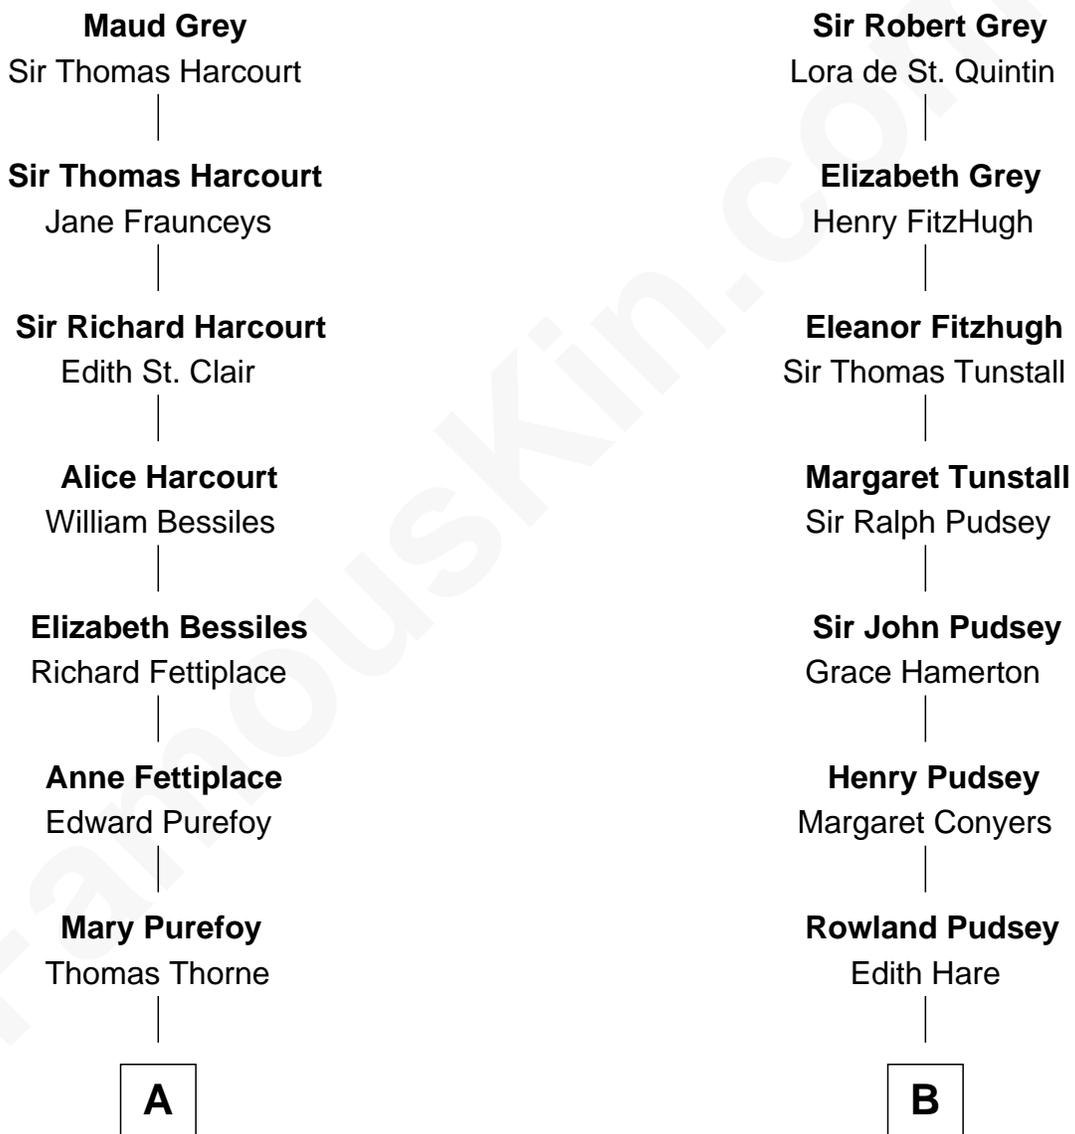 Maud Grey
Sir Thomas Harcourt
Sir Thomas Harcourt
Jane Fraunceys
Sir Richard Harcourt
Edith St. Clair
Alice Harcourt
William Bessiles
Elizabeth Bessiles
Richard Fettiplace
Anne Fettiplace
Edward Purefoy
Mary Purefoy
Thomas Thorne
A
Sir Robert Grey
Lora de St. Quintin
Elizabeth Grey
Henry FitzHugh
Eleanor Fitzhugh
Sir Thomas Tunstall
Margaret Tunstall
Sir Ralph Pudsey
Sir John Pudsey
Grace Hamerton
Henry Pudsey
Margaret Conyers
Rowland Pudsey
Edith Hare
B
FamousKin.com